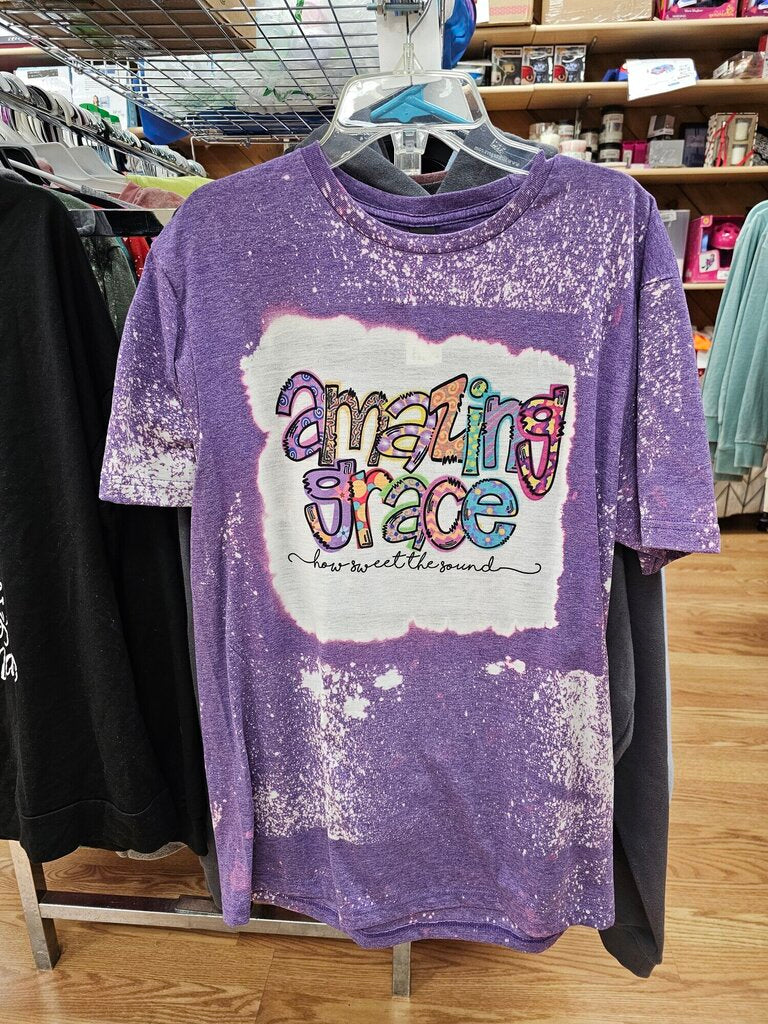 amazing
grace
how sweet the sound